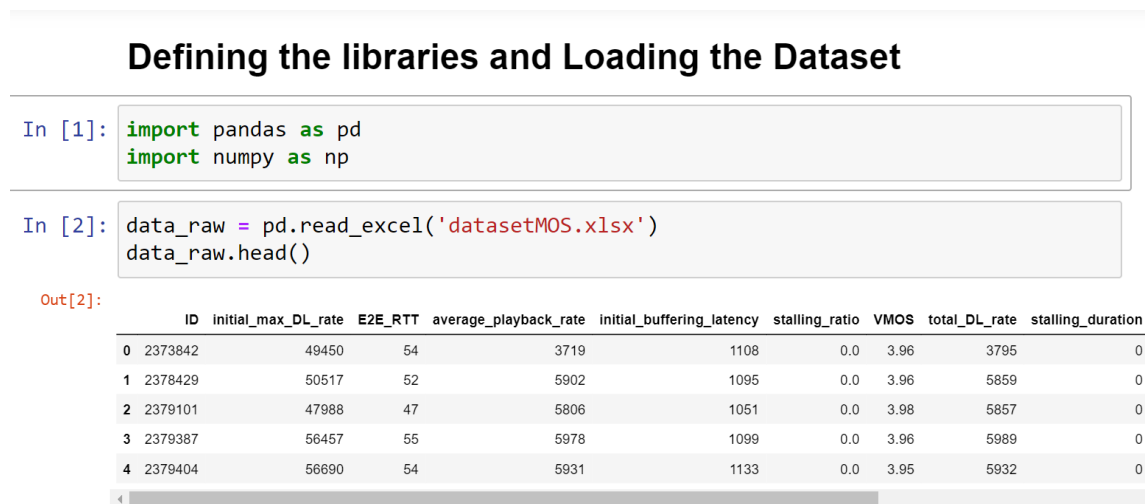 Defining the libraries and Loading the Dataset
In [1]: import pandas as pd
import numpy as np
In [2]: data_raw = pd.read_excel('datasetMOS.xlsx')
data_raw.head()
Out[2]:
ID initial_max_DL_rate E2E_RTT average_playback_rate initial_buffering_latency stalling_ratio VMOS total_DL_rate stalling_duration
0 2373842 49450 54 3719 1108 0.0 3.96 3795 0
1 2378429 50517 52 5902 1095 0.0 3.96 5859 0
2 2379101 47988 47 5806 1051 0.0 3.98 5857 0
3 2379387 56457 55 5978 1099 0.0 3.96 5989 0
4 2379404 56690 54 5931 1133 0.0 3.95 5932 0